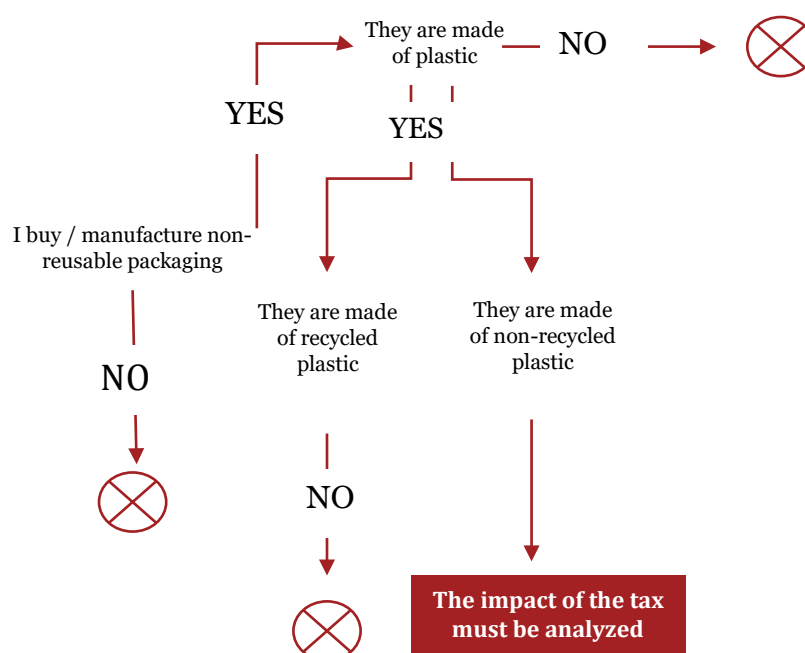 They are made
of plastic
NO
YES
YES
I buy / manufacture non-
reusable packaging
They are made
of recycled
plastic
They are made
of non-recycled
plastic
NO
NO
The impact of the tax
must be analyzed